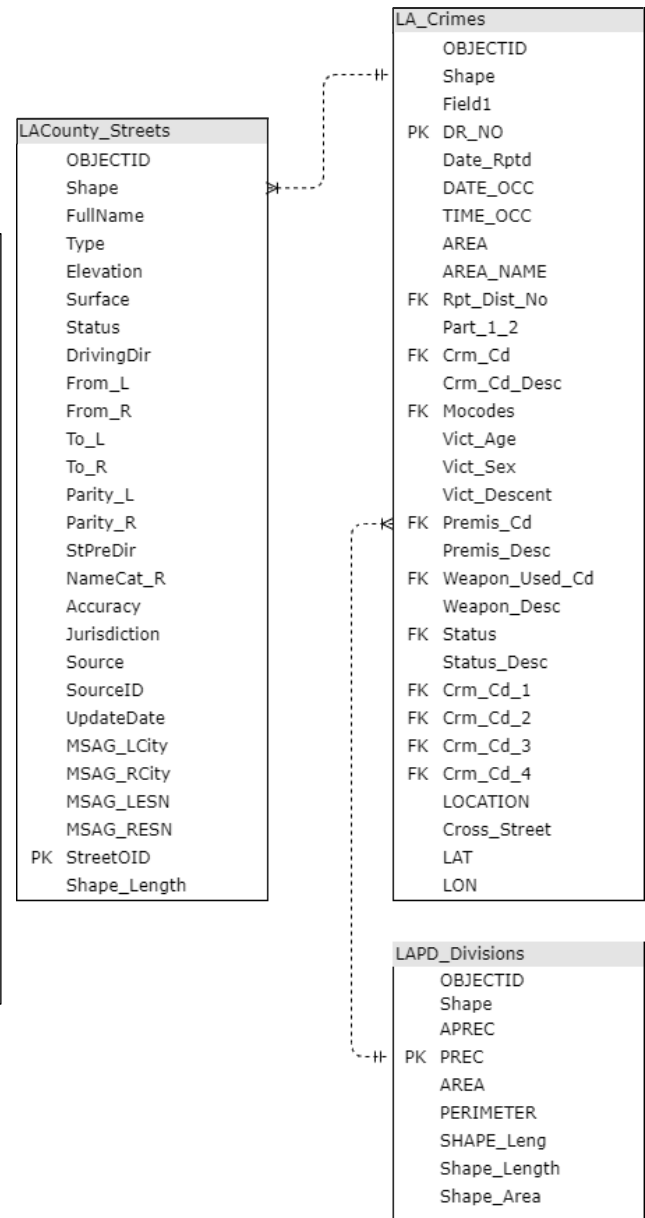 LACounty_Streets
OBJECTID
Shape
FullName
Type
Elevation
Surface
Status
DrivingDir
From_L
From_R
To_L
To_R
Parity_L
Parity_R
StPreDir
NameCat_R
Accuracy
Jurisdiction
Source
SourceID
UpdateDate
MSAG_LCity
MSAG_RCity
MSAG_LESN
MSAG_RESN
PK StreetOID
Shape_Length
LA_Crimes
OBJECTID
Shape
Field1
PK DR_NO
Date_Rptd
DATE_OCC
TIME_OCC
AREA
AREA_NAME
FK Rpt_Dist_No
Part_1_2
FK Crm_Cd
Crm_Cd_Desc
FK Mocodes
Vict_Age
Vict_Sex
Vict_Descent
FK Premis_Cd
Premis_Desc
FK Weapon_Used_Cd
Weapon_Desc
FK Status
Status_Desc
FK Crm_Cd_1
FK Crm_Cd_2
FK Crm_Cd_3
FK Crm_Cd_4
LOCATION
Cross_Street
LAT
LON
LAPD_Divisions
OBJECTID
Shape
APREC
PK PREC
AREA
PERIMETER
SHAPE_Leng
Shape_Length
Shape_Area